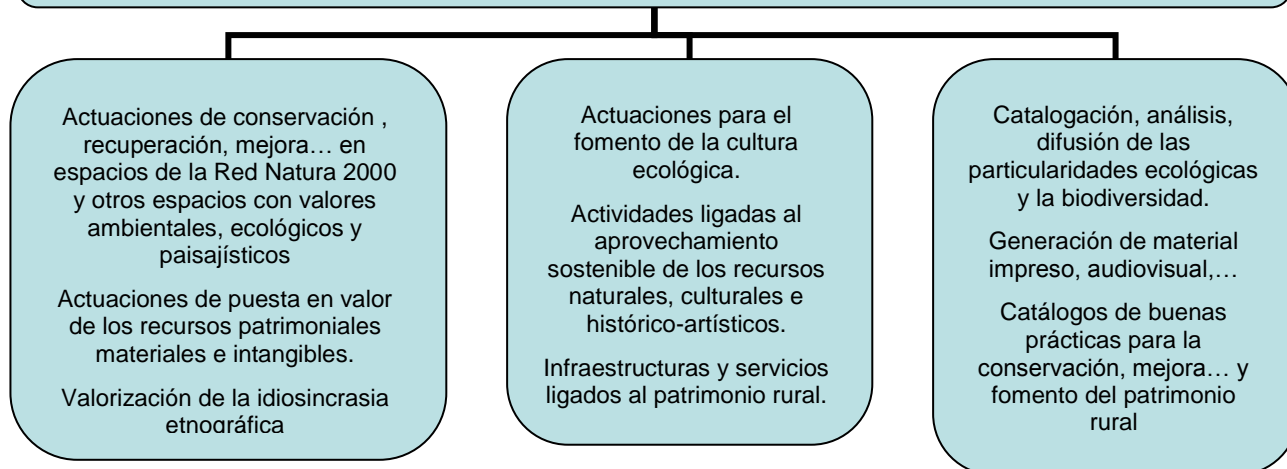 Actuaciones de conservación ,
recuperación, mejora… en
espacios de la Red Natura 2000
y otros espacios con valores
ambientales, ecológicos y
paisajísticos
Actuaciones de puesta en valor
de los recursos patrimoniales
materiales e intangibles.
Valorización de la idiosincrasia
etnográfica
Actuaciones para el
fomento de la cultura
ecológica.
Actividades ligadas al
aprovechamiento
sostenible de los recursos
naturales, culturales e
histórico-artísticos.
Infraestructuras y servicios
ligados al patrimonio rural.
Catalogación, análisis,
difusión de las
particularidades ecológicas
y la biodiversidad.
Generación de material
impreso, audiovisual,…
Catálogos de buenas
prácticas para la
conservación, mejora… y
fomento del patrimonio
rural